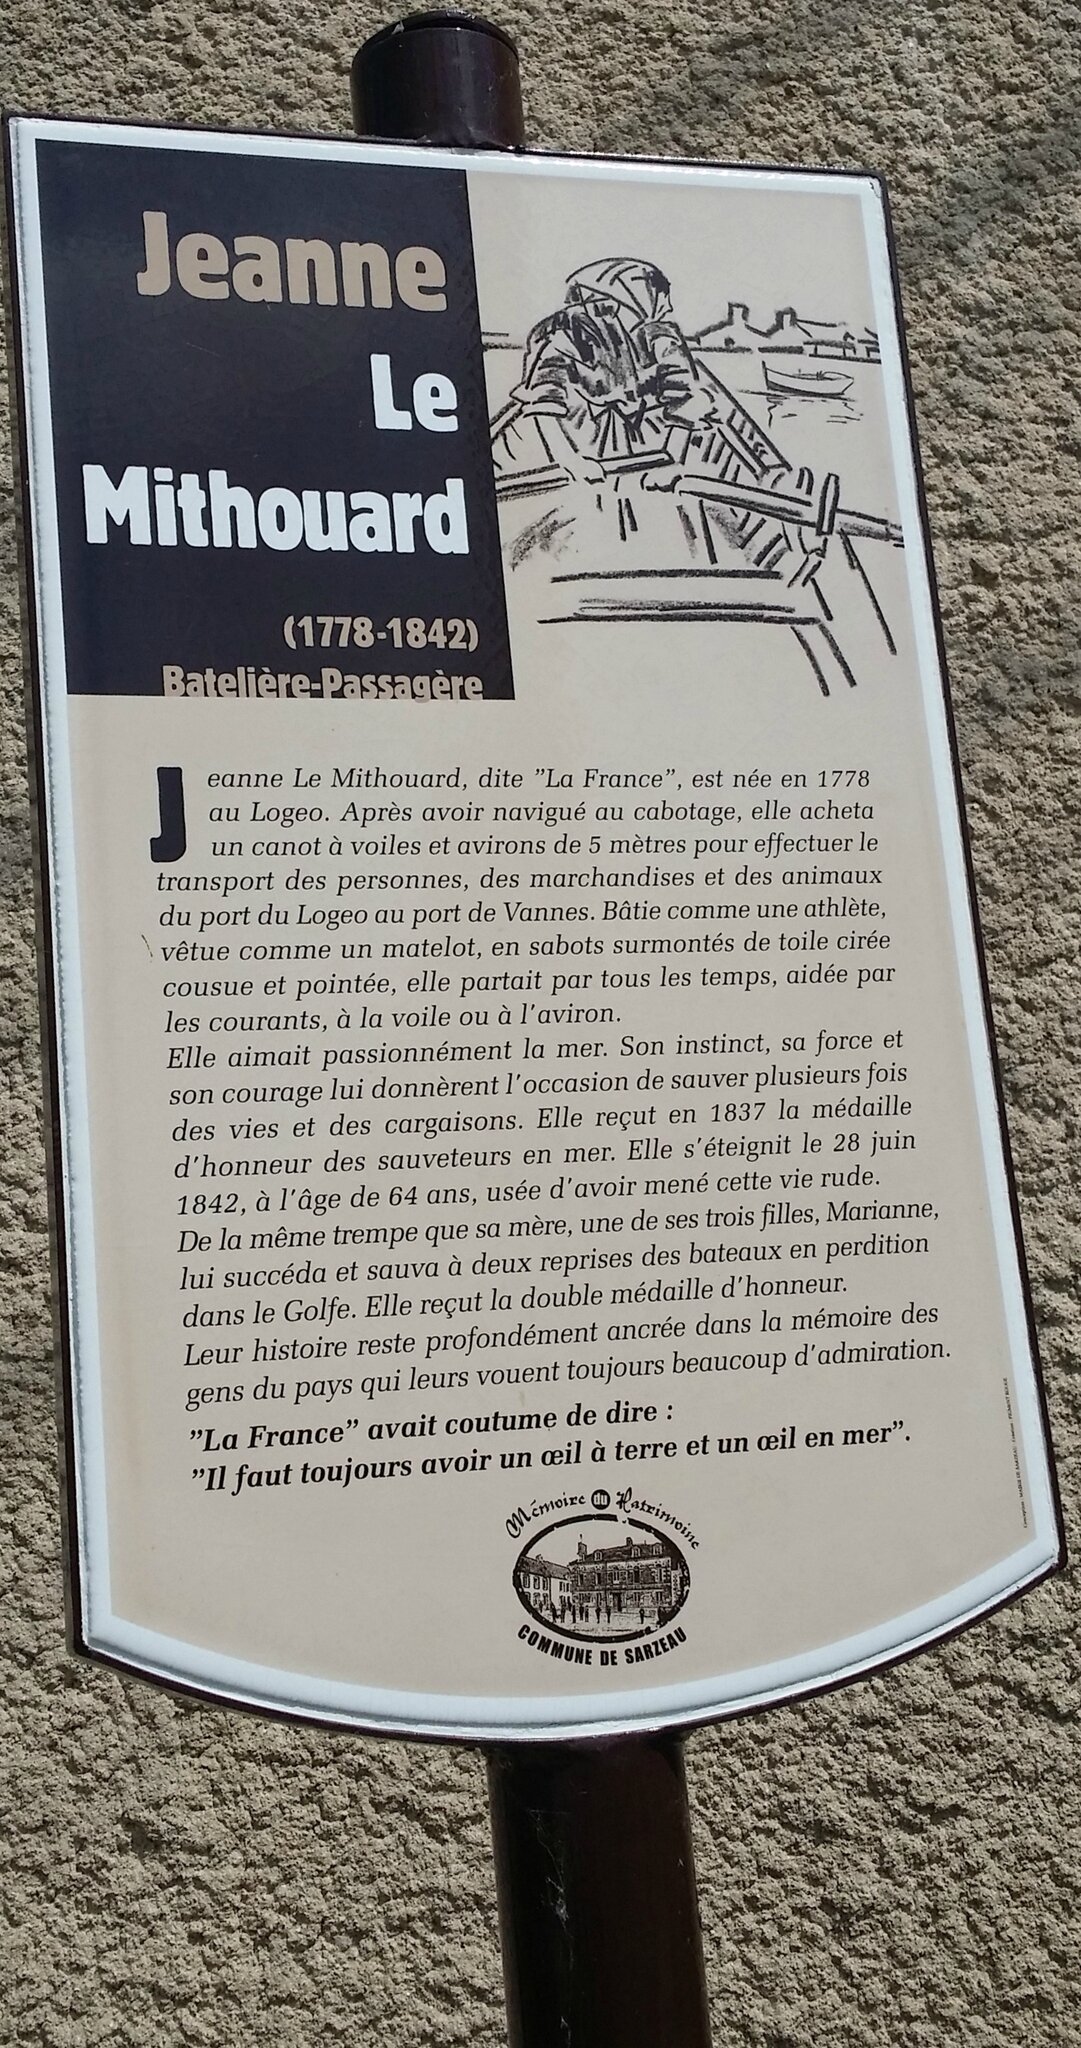 Jeanne
Le
Mithouard
(1778-1842)
Batelière-Passagère
Jeanne Le Mithouard, dite "La France", est née en 1778
au Logeo. Après avoir navigué au cabotage, elle acheta
un canot à voiles et avirons de 5 mètres pour effectuer le
transport des personnes, des marchandises et des animaux
du port du Logeo au port de Vannes. Bâtie comme une athlète,
vêtue comme un matelot, en sabots surmontés de toile cirée
cousue et pointée, elle partait par tous les temps, aidée par
les courants, à la voile ou à l'aviron.
Elle aimait passionnément la mer. Son instinct, sa force et
son courage lui donnèrent l'occasion de sauver plusieurs fois
des vies et des cargaisons. Elle reçut en 1837 la médaille
d'honneur des sauveteurs en mer. Elle s'éteignit le 28 juin
1842, à l'âge de 64 ans, usée d'avoir mené cette vie rude.
De la même trempe que sa mère, une de ses trois filles, Marianne,
lui succéda et sauva à deux reprises des bateaux en perdition
dans le Golfe. Elle reçut la double médaille d'honneur.
Leur histoire reste profondément ancrée dans la mémoire des
gens du pays qui leurs vouent toujours beaucoup d'admiration.
"La France" avait coutume de dire :
"Il faut toujours avoir un œil à terre et un œil en mer".
Mémoire du Patrimoine
COMMUNE DE SARZEAU